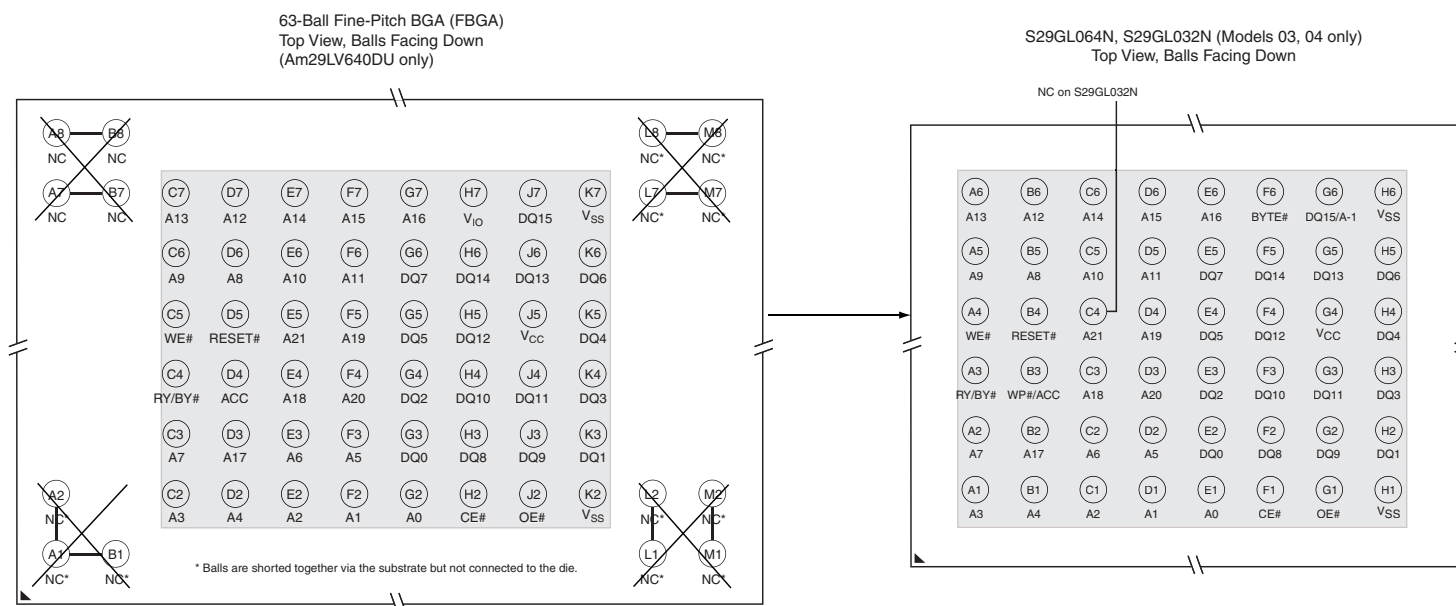 63-Ball Fine-Pitch BGA (FBGA)
Top View, Balls Facing Down
(Am29LV640DU only)
A8 B8 L8 M8
NC NC NC* NC*
A7 B7 C7 D7 E7 F7 G7 H7 J7 K7 L7 M7
NC NC A13 A12 A14 A15 A16 VIO DQ15 VSS NC* NC*
C6 D6 E6 F6 G6 H6 J6 K6
A9 A8 A10 A11 DQ7 DQ14 DQ13 DQ6
C5 D5 E5 F5 G5 H5 J5 K5
WE# RESET# A21 A19 DQ5 DQ12 VCC DQ4
C4 D4 E4 F4 G4 H4 J4 K4
RY/BY# ACC A18 A20 DQ2 DQ10 DQ11 DQ3
C3 D3 E3 F3 G3 H3 J3 K3
A7 A17 A6 A5 DQ0 DQ8 DQ9 DQ1
A2 C2 D2 E2 F2 G2 H2 J2 K2 L2 M2
NC* A3 A4 A2 A1 A0 CE# OE# VSS NC* NC*
A1 B1 L1 M1
NC* NC* NC* NC*
* Balls are shorted together via the substrate but not connected to the die.
S29GL064N, S29GL032N (Models 03, 04 only)
Top View, Balls Facing Down
NC on S29GL032N
A6 B6 C6 D6 E6 F6 G6 H6
A13 A12 A14 A15 A16 BYTE# DQ15/A-1 VSS
A5 B5 C5 D5 E5 F5 G5 H5
A9 A8 A10 A11 DQ7 DQ14 DQ13 DQ6
A4 B4 C4 D4 E4 F4 G4 H4
WE# RESET# A21 A19 DQ5 DQ12 VCC DQ4
A3 B3 C3 D3 E3 F3 G3 H3
RY/BY# WP#/ACC A18 A20 DQ2 DQ10 DQ11 DQ3
A2 B2 C2 D2 E2 F2 G2 H2
A7 A17 A6 A5 DQ0 DQ8 DQ9 DQ1
A1 B1 C1 D1 E1 F1 G1 H1
A3 A4 A2 A1 A0 CE# OE# VSS